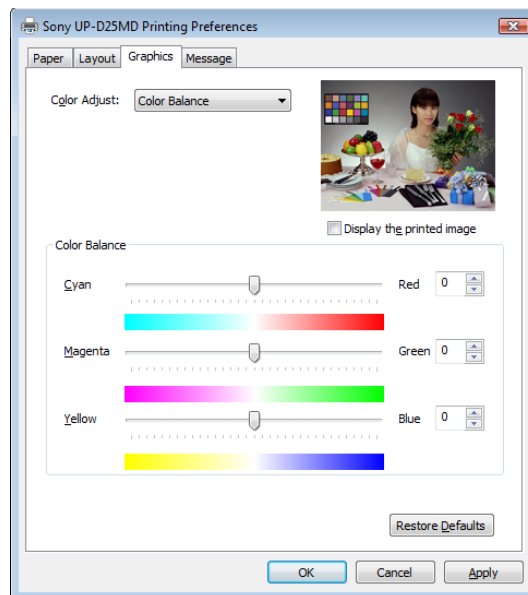 Sony UP-D25MD Printing Preferences
Paper Layout Graphics Message
Color Adjust: Color Balance
Display the printed image
Color Balance
Cyan Red 0
Magenta Green 0
Yellow Blue 0
Restore Defaults
OK Cancel Apply